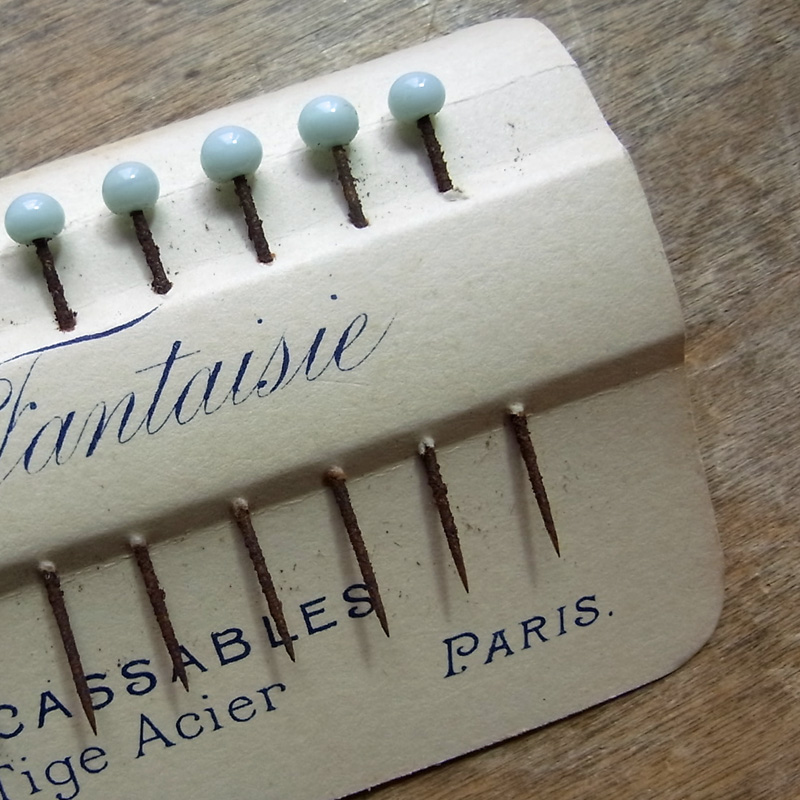 Fantaisie
CASSABLES
Tige Acier
PARIS.